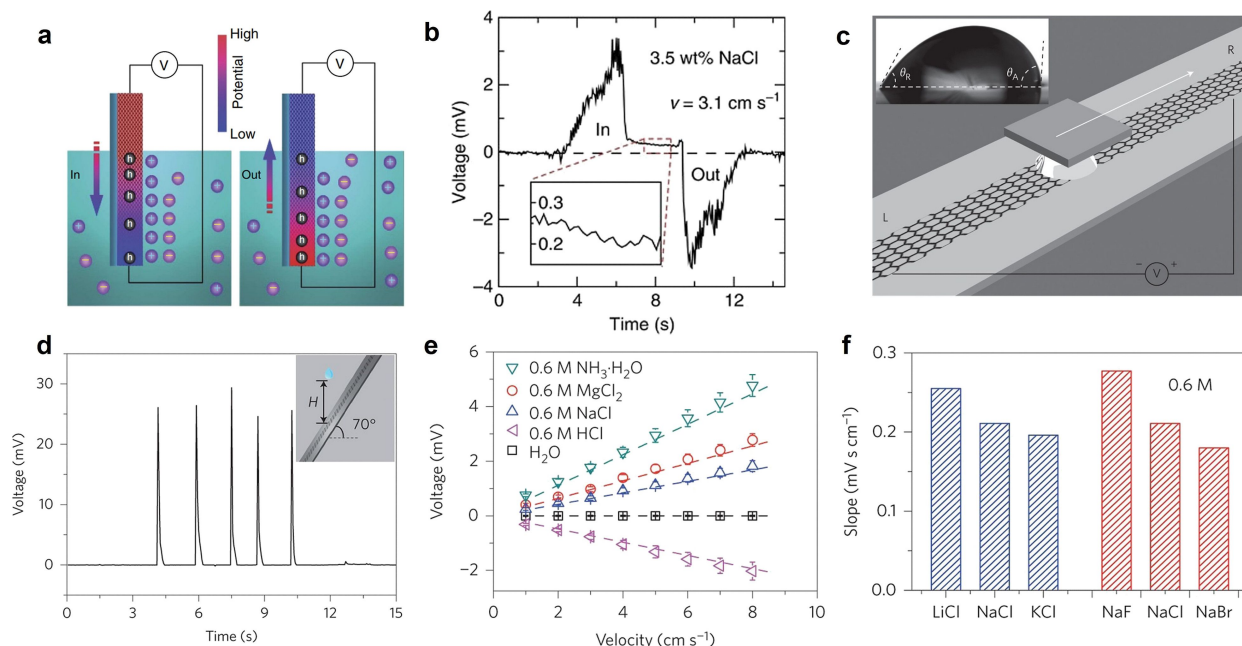 a
High
Potential
Low
V
V
In
Out
h
h
h
h
h
h
h
h
h
h
b
3.5 wt% NaCl
v = 3.1 cm s⁻¹
In
Out
0.3
0.2
Voltage (mV)
4
2
0
−2
−4
0
4
8
12
Time (s)
c
θR
θA
R
L
− V +
d
Voltage (mV)
40
30
20
10
0
0
3
6
9
12
15
Time (s)
H
70°
e
Voltage (mV)
6
4
2
0
−2
0.6 M NH₃·H₂O
0.6 M MgCl₂
0.6 M NaCl
0.6 M HCl
H₂O
0
2
4
6
8
10
Velocity (cm s⁻¹)
f
Slope (mV s cm⁻¹)
0.3
0.2
0.1
0.0
0.6 M
LiCl
NaCl
KCl
NaF
NaCl
NaBr